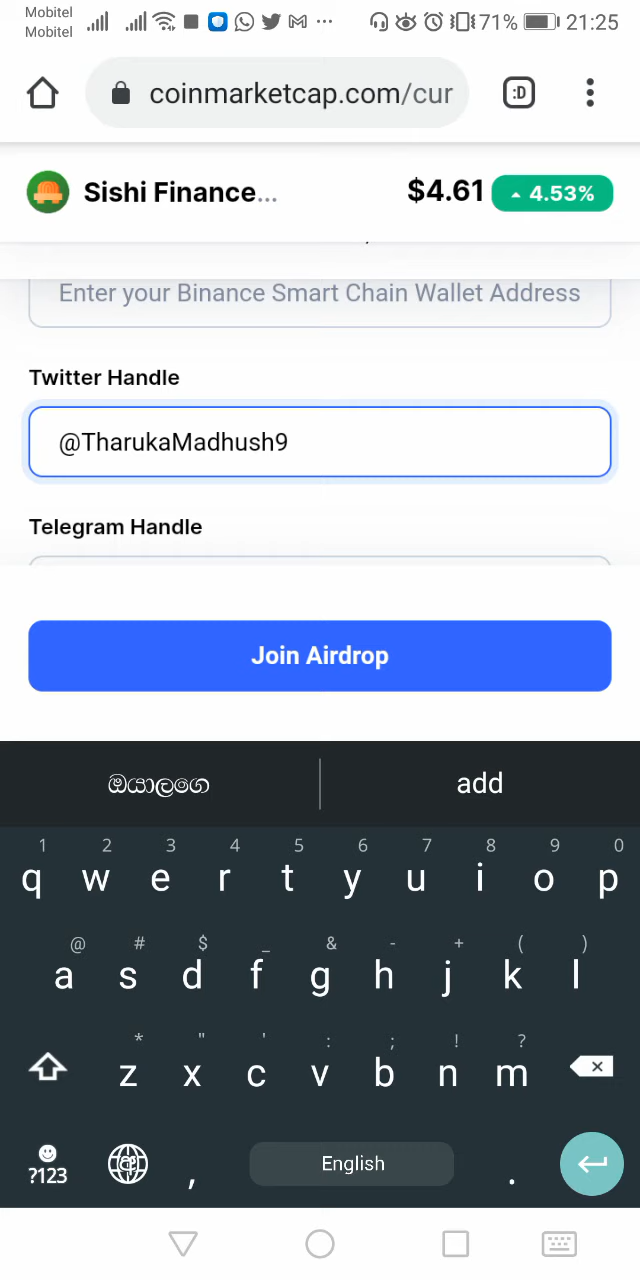 Mobitel
Mobitel
71% 21:25
coinmarketcap.com/cur
:D
Sishi Finance...
$4.61 4.53%
Enter your Binance Smart Chain Wallet Address
Twitter Handle
@TharukaMadhush9
Telegram Handle
Join Airdrop
ඔයාලගෙ add
1 2 3 4 5 6 7 8 9 0
q w e r t y u i o p
@ # $ _ & - + ( )
a s d f g h j k l
* " ' : ; ! ?
z x c v b n m
?123 , English .